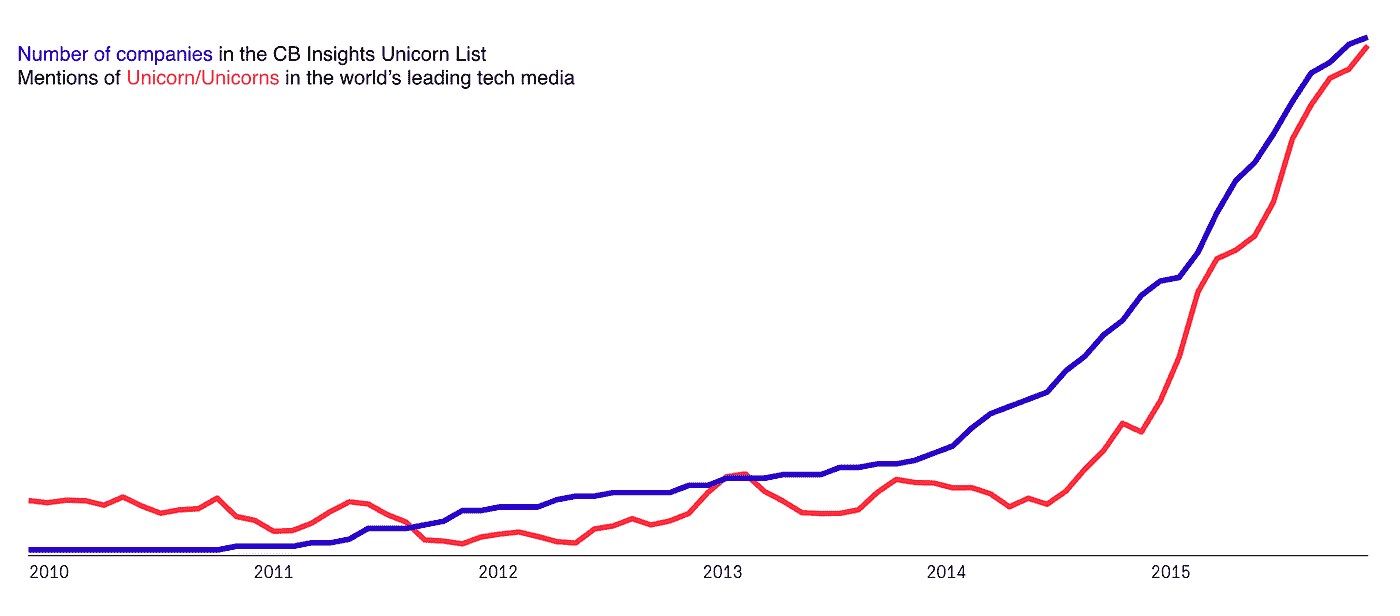 Number of companies in the CB Insights Unicorn List
Mentions of Unicorn/Unicorns in the world's leading tech media
2010 2011 2012 2013 2014 2015